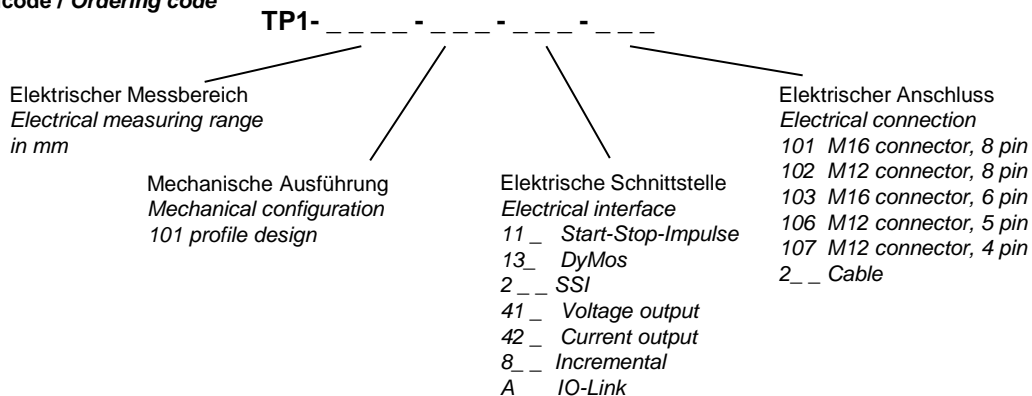 code / Ordering code
TP1- _ _ _ _ - _ _ _ - _ _ _ - _ _ _
Elektrischer Messbereich
Electrical measuring range
in mm
Mechanische Ausführung
Mechanical configuration
101 profile design
Elektrische Schnittstelle
Electrical interface
11 _ Start-Stop-Impulse
13_ DyMos
2 _ _ SSI
41 _ Voltage output
42 _ Current output
8_ _ Incremental
A IO-Link
Elektrischer Anschluss
Electrical connection
101 M16 connector, 8 pin
102 M12 connector, 8 pin
103 M16 connector, 6 pin
106 M12 connector, 5 pin
107 M12 connector, 4 pin
2_ _ Cable